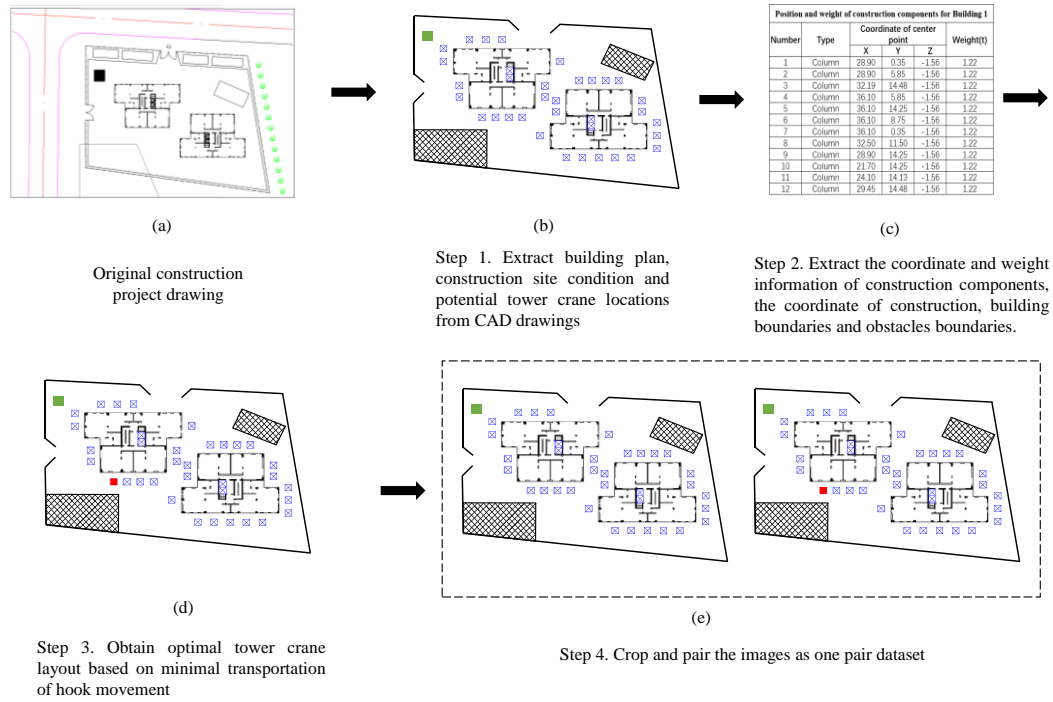 Position and weight of construction components for Building 1
Number Type Coordinate of center point Weight(t)
X Y Z
1 Column 28.90 0.35 -1.56 1.22
2 Column 28.90 5.85 -1.56 1.22
3 Column 32.19 14.48 -1.56 1.22
4 Column 36.10 5.85 -1.56 1.22
5 Column 36.10 14.25 -1.56 1.22
6 Column 36.10 8.75 -1.56 1.22
7 Column 36.10 0.35 -1.56 1.22
8 Column 32.50 11.50 -1.56 1.22
9 Column 28.90 14.25 -1.56 1.22
10 Column 21.70 14.25 -1.56 1.22
11 Column 24.10 14.13 -1.56 1.22
12 Column 29.45 14.48 -1.56 1.22
(a)
Original construction
project drawing
(b)
Step 1. Extract building plan,
construction site condition and
potential tower crane locations
from CAD drawings
(c)
Step 2. Extract the coordinate and weight
information of construction components,
the coordinate of construction, building
boundaries and obstacles boundaries.
(d)
Step 3. Obtain optimal tower crane
layout based on minimal transportation
of hook movement
(e)
Step 4. Crop and pair the images as one pair dataset